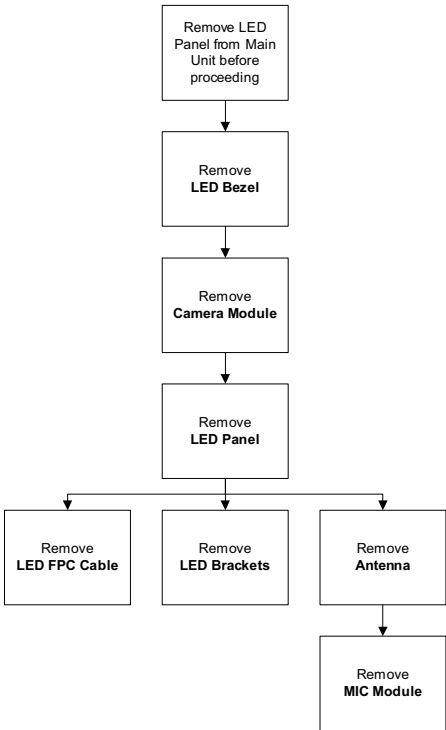 Remove LED
Panel from Main
Unit before
proceeding
Remove
LED Bezel
Remove
Camera Module
Remove
LED Panel
Remove
LED FPC Cable
Remove
LED Brackets
Remove
Antenna
Remove
MIC Module